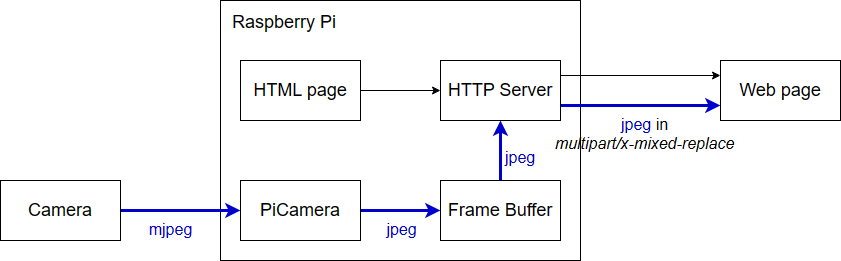 Raspberry Pi
HTML page
HTTP Server
Web page
jpeg in
multipart/x-mixed-replace
jpeg
Camera
PiCamera
Frame Buffer
mjpeg
jpeg